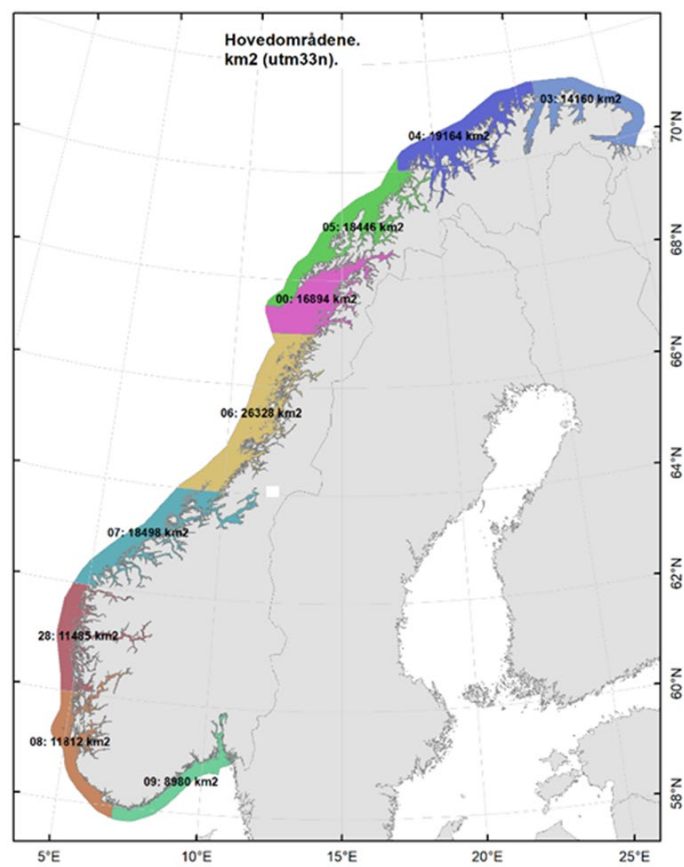 Hovedområdene.
km2 (utm33n).
03: 14160 km2
04: 19164 km2
05: 18446 km2
00: 16894 km2
06: 26328 km2
07: 18498 km2
28: 11485 km2
08: 11812 km2
09: 8980 km2
70°N
68°N
66°N
64°N
62°N
60°N
58°N
5°E
10°E
15°E
20°E
25°E